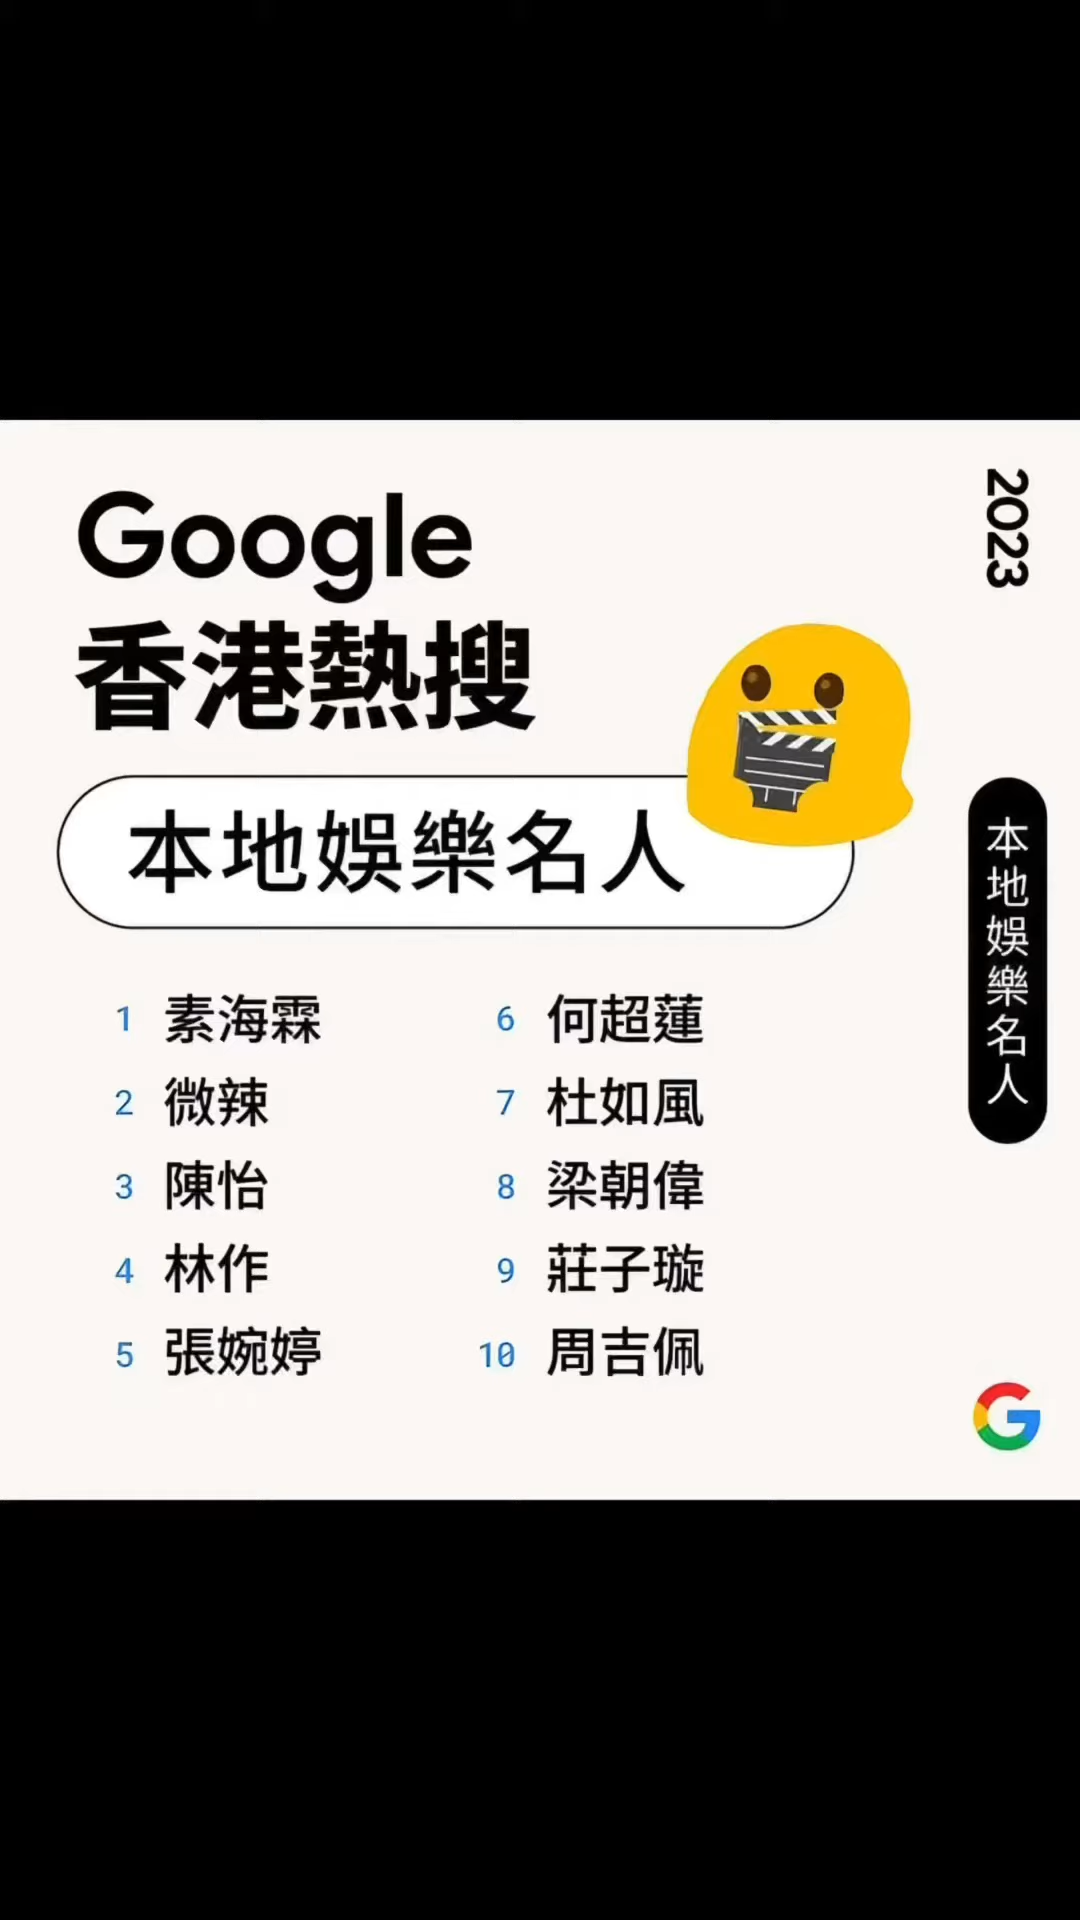 Google
香港熱搜
2023
本地娛樂名人
本地娛樂名人
1 素海霖
2 微辣
3 陳怡
4 林作
5 張婉婷
6 何超蓮
7 杜如風
8 梁朝偉
9 莊子璇
10 周吉佩
G